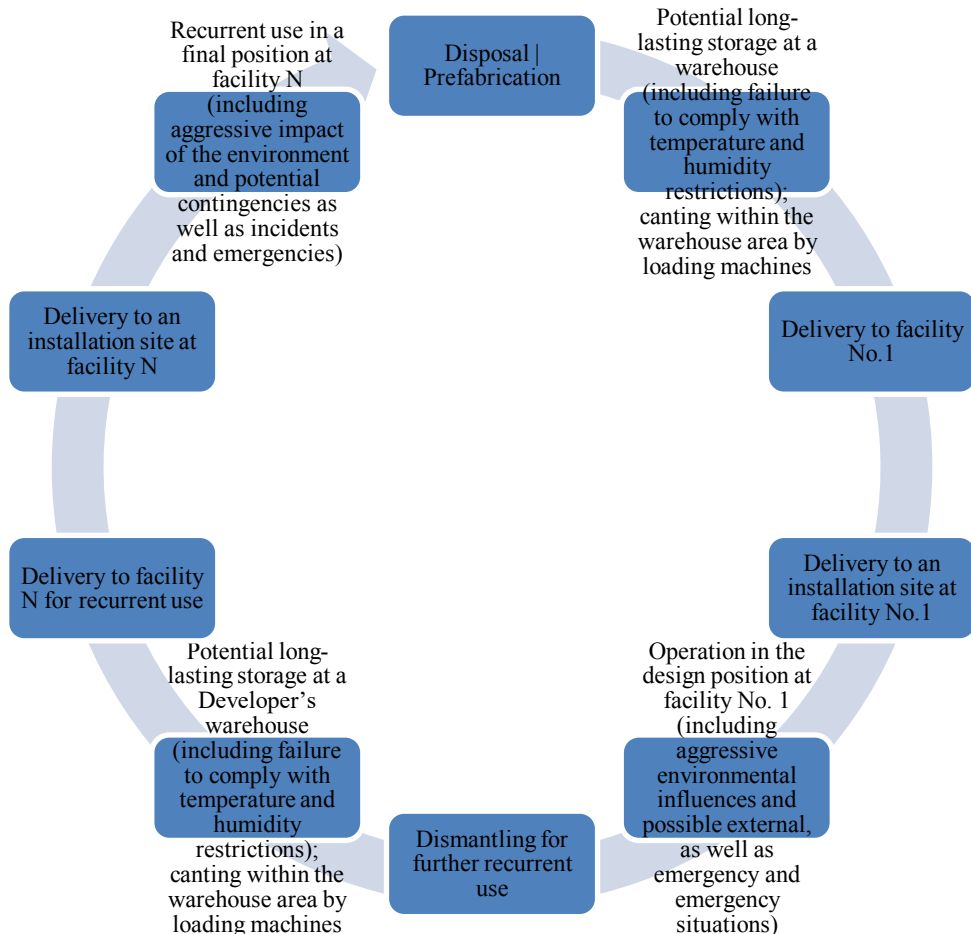 Disposal |
Prefabrication
Potential long-
lasting storage at a
warehouse
(including failure
to comply with
temperature and
humidity
restrictions);
canting within the
warehouse area by
loading machines
Delivery to facility
No.1
Delivery to an
installation site at
facility No.1
Operation in the
design position at
facility No. 1
(including
aggressive
environmental
influences and
possible external,
as well as
emergency and
emergency
situations)
Dismantling for
further recurrent
use
Potential long-
lasting storage at a
Developer’s
warehouse
(including failure
to comply with
temperature and
humidity
restrictions);
canting within the
warehouse area by
loading machines
Delivery to facility
N for recurrent use
Delivery to an
installation site at
facility N
Recurrent use in a
final position at
facility N
(including
aggressive impact
of the environment
and potential
contingencies as
well as incidents
and emergencies)